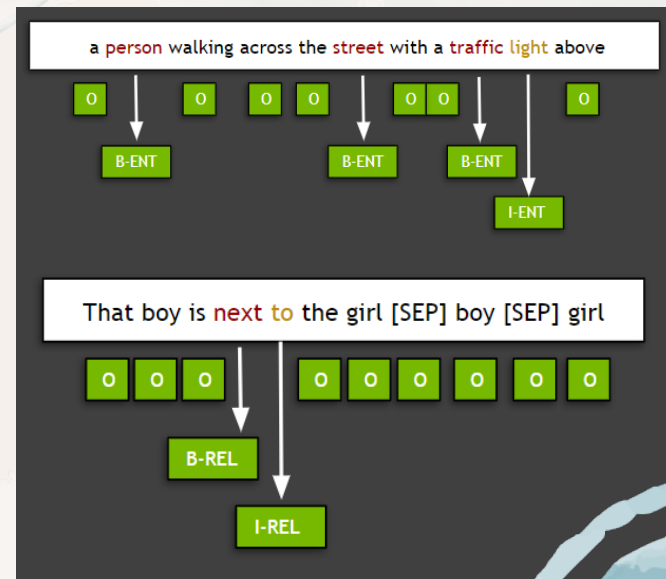 a person walking across the street with a traffic light above
O O O O O O O
B-ENT B-ENT B-ENT
I-ENT
That boy is next to the girl [SEP] boy [SEP] girl
O O O O O O O O O
B-REL
I-REL